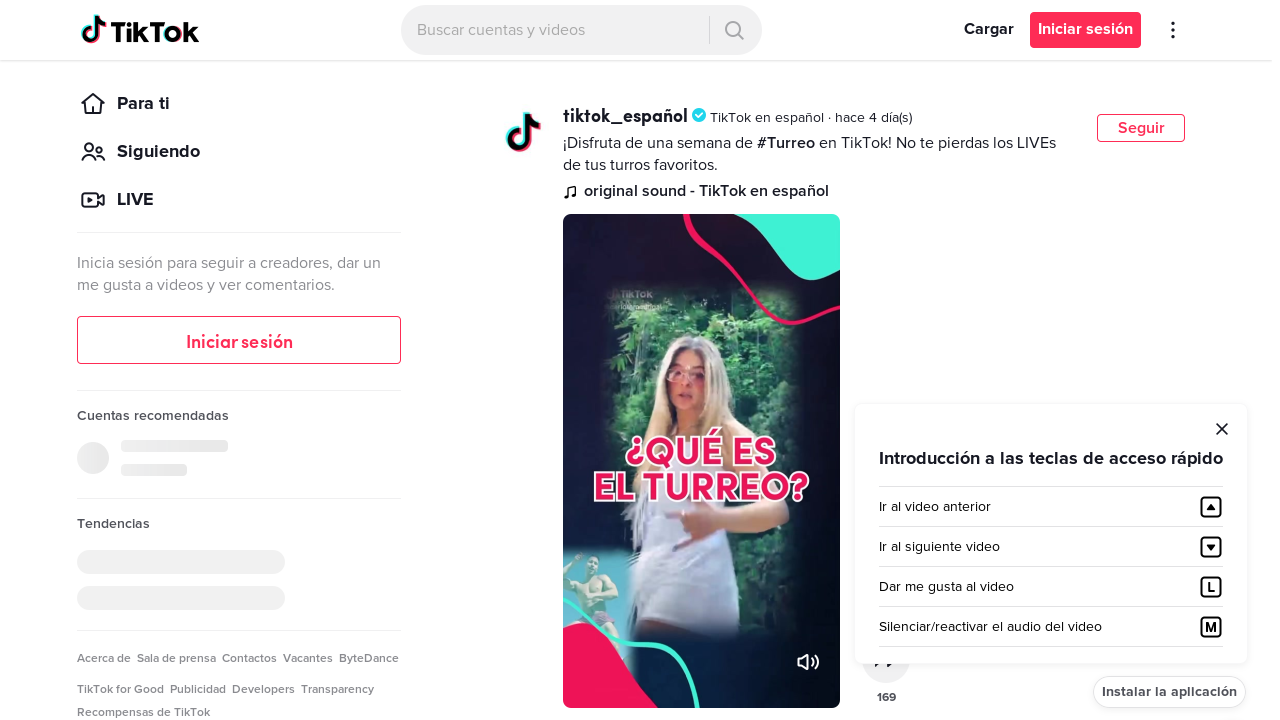 TikTok
Buscar cuentas y videos
Cargar
Iniciar sesión
Para ti
Siguiendo
LIVE
Inicia sesión para seguir a creadores, dar un
me gusta a videos y ver comentarios.
Iniciar sesión
Cuentas recomendadas
Tendencias
Acerca de Sala de prensa Contactos Vacantes ByteDance
TikTok for Good Publicidad Developers Transparency
Recompensas de TikTok
tiktok_español TikTok en español · hace 4 día(s)
Seguir
¡Disfruta de una semana de #Turreo en TikTok! No te pierdas los LIVEs
de tus turros favoritos.
original sound - TikTok en español
TikTok
¿QUÉ ES
EL TURREO?
169
Introducción a las teclas de acceso rápido
Ir al video anterior
Ir al siguiente video
Dar me gusta al video L
Silenciar/reactivar el audio del video M
Instalar la aplicación